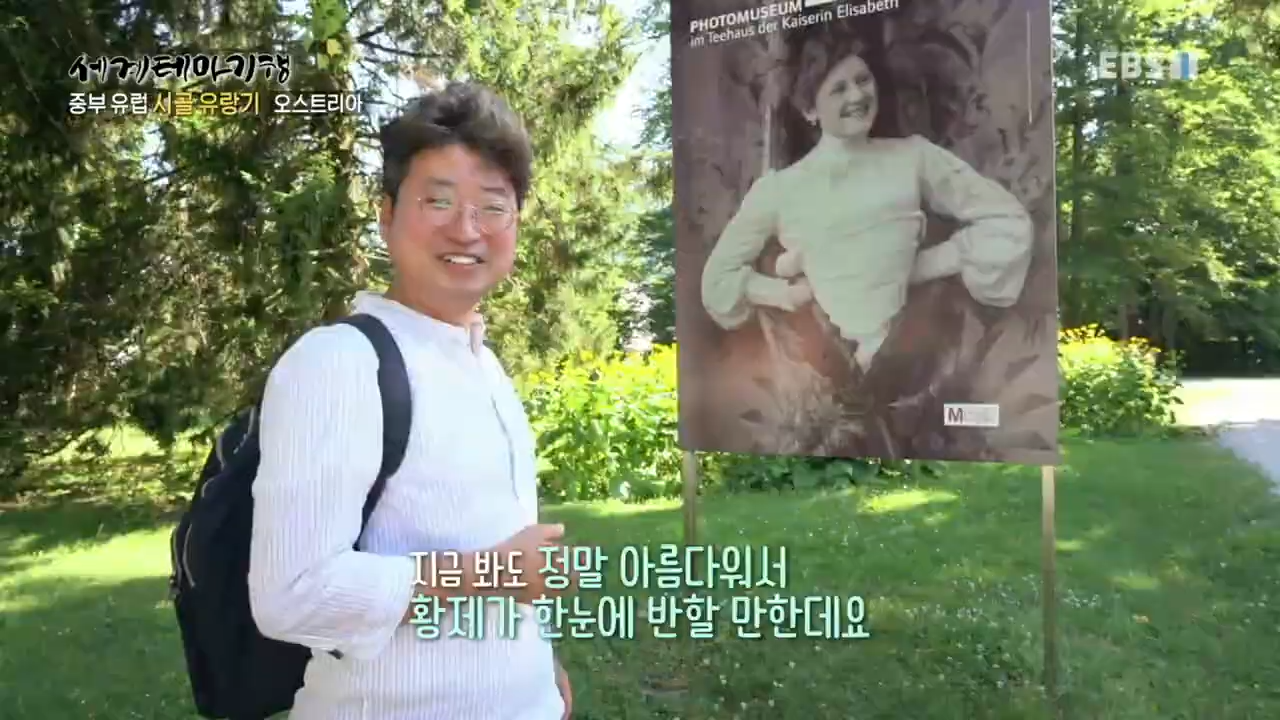 세계테마기행
중부 유럽 시골 유랑기 오스트리아
PHOTOMUSEUM
im Teehaus der Kaiserin Elisabeth
EBS 1
M
지금 봐도 정말 아름다워서
황제가 한눈에 반할 만한데요